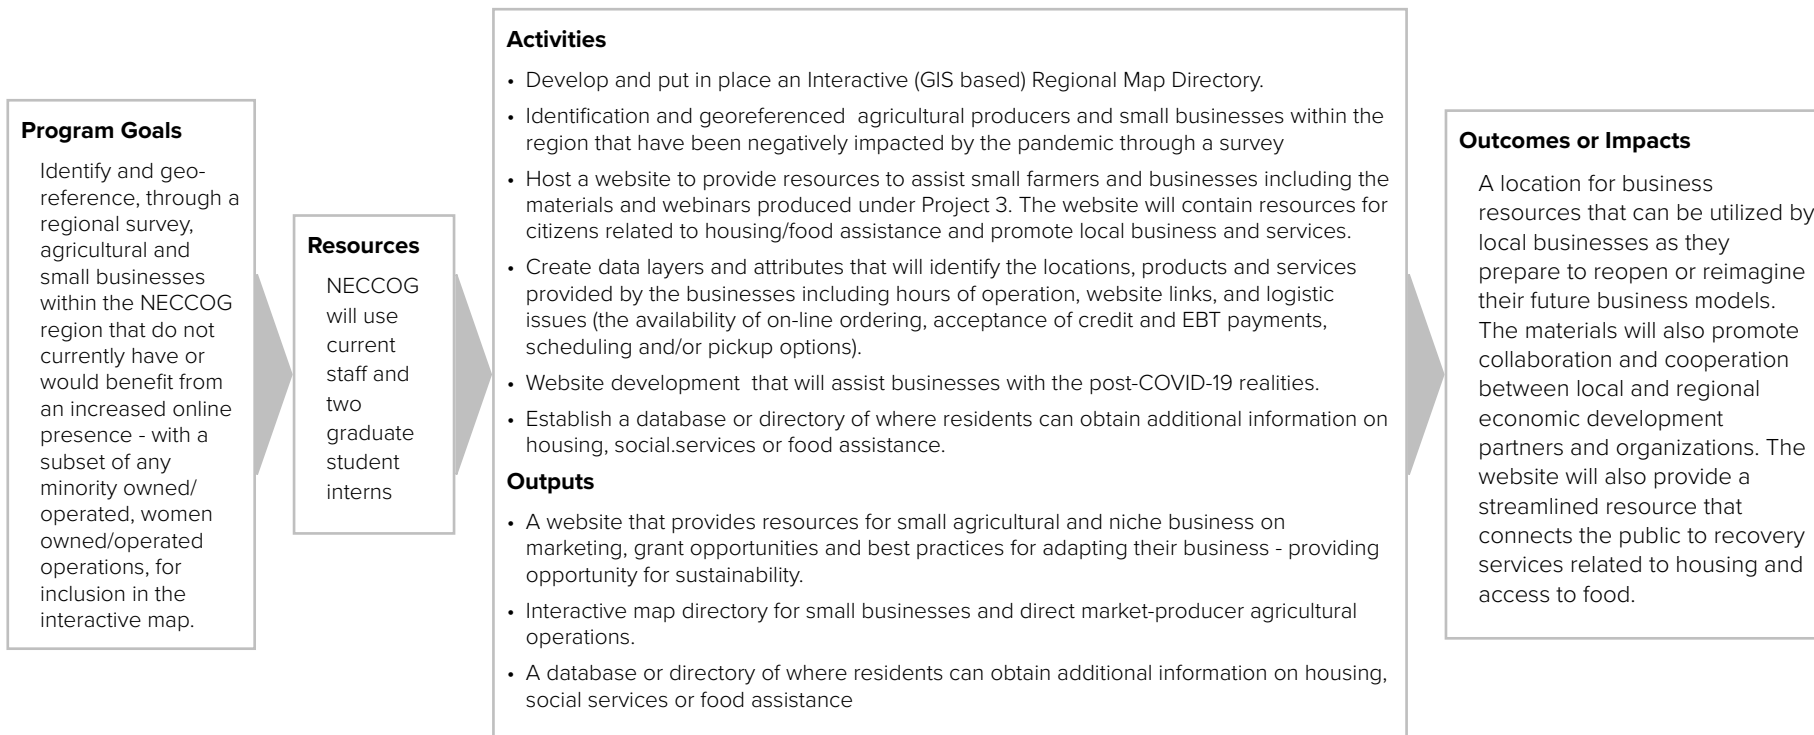 Program Goals
Identify and geo-
reference, through a
regional survey,
agricultural and
small businesses
within the NECCOG
region that do not
currently have or
would benefit from
an increased online
presence - with a
subset of any
minority owned/
operated, women
owned/operated
operations, for
inclusion in the
interactive map.
Resources
NECCOG
will use
current
staff and
two
graduate
student
interns
Activities
• Develop and put in place an Interactive (GIS based) Regional Map Directory.
• Identification and georeferenced  agricultural producers and small businesses within the
region that have been negatively impacted by the pandemic through a survey
• Host a website to provide resources to assist small farmers and businesses including the
materials and webinars produced under Project 3. The website will contain resources for
citizens related to housing/food assistance and promote local business and services.
• Create data layers and attributes that will identify the locations, products and services
provided by the businesses including hours of operation, website links, and logistic
issues (the availability of on-line ordering, acceptance of credit and EBT payments,
scheduling and/or pickup options).
• Website development  that will assist businesses with the post-COVID-19 realities.
• Establish a database or directory of where residents can obtain additional information on
housing, social.services or food assistance.
Outputs
• A website that provides resources for small agricultural and niche business on
marketing, grant opportunities and best practices for adapting their business - providing
opportunity for sustainability.
• Interactive map directory for small businesses and direct market-producer agricultural
operations.
• A database or directory of where residents can obtain additional information on housing,
social services or food assistance
Outcomes or Impacts
A location for business
resources that can be utilized by
local businesses as they
prepare to reopen or reimagine
their future business models.
The materials will also promote
collaboration and cooperation
between local and regional
economic development
partners and organizations. The
website will also provide a
streamlined resource that
connects the public to recovery
services related to housing and
access to food.